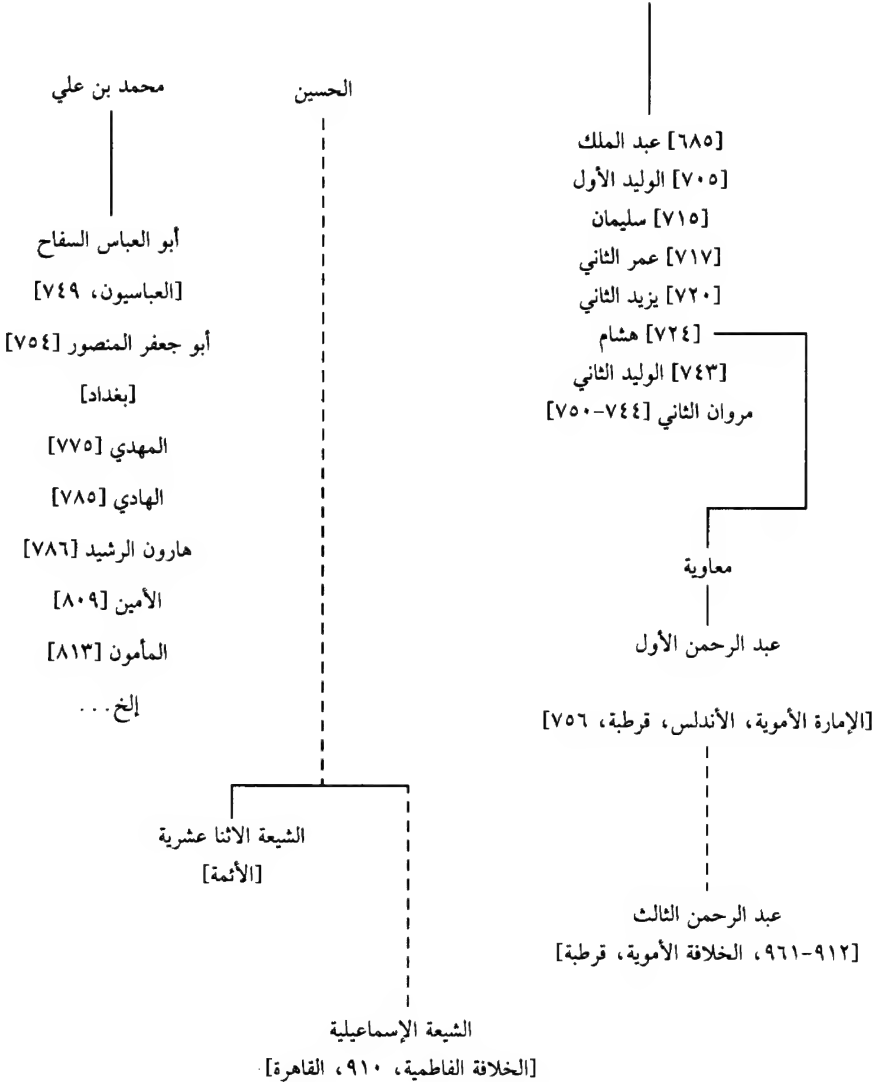 [٦٨٥] عبد الملك
[٧٠٥] الوليد الأول
[٧١٥] سليمان
[٧١٧] عمر الثاني
[٧٢٠] يزيد الثاني
[٧٢٤] هشام
[٧٤٣] الوليد الثاني
مروان الثاني [٧٤٤-٧٥٠]
معاوية
عبد الرحمن الأول
[الإمارة الأموية، الأندلس، قرطبة، ٧٥٦]
عبد الرحمن الثالث
[٩١٢-٩٦١، الخلافة الأموية، قرطبة]
الحسين
الشيعة الاثنا عشرية
[الأئمة]
الشيعة الإسماعيلية
[الخلافة الفاطمية، ٩١٠، القاهرة]
محمد بن علي
أبو العباس السفاح
[العباسيون، ٧٤٩]
أبو جعفر المنصور [٧٥٤]
[بغداد]
المهدي [٧٧٥]
الهادي [٧٨٥]
هارون الرشيد [٧٨٦]
الأمين [٨٠٩]
المأمون [٨١٣]
إلخ...